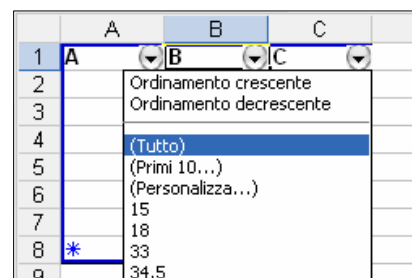 A B C
1 A B C
2 Ordinamento crescente
3 Ordinamento decrescente
4 (Tutto)
5 (Primi 10...)
6 (Personalizza...)
15
7 18
8 * 33
9 34.5